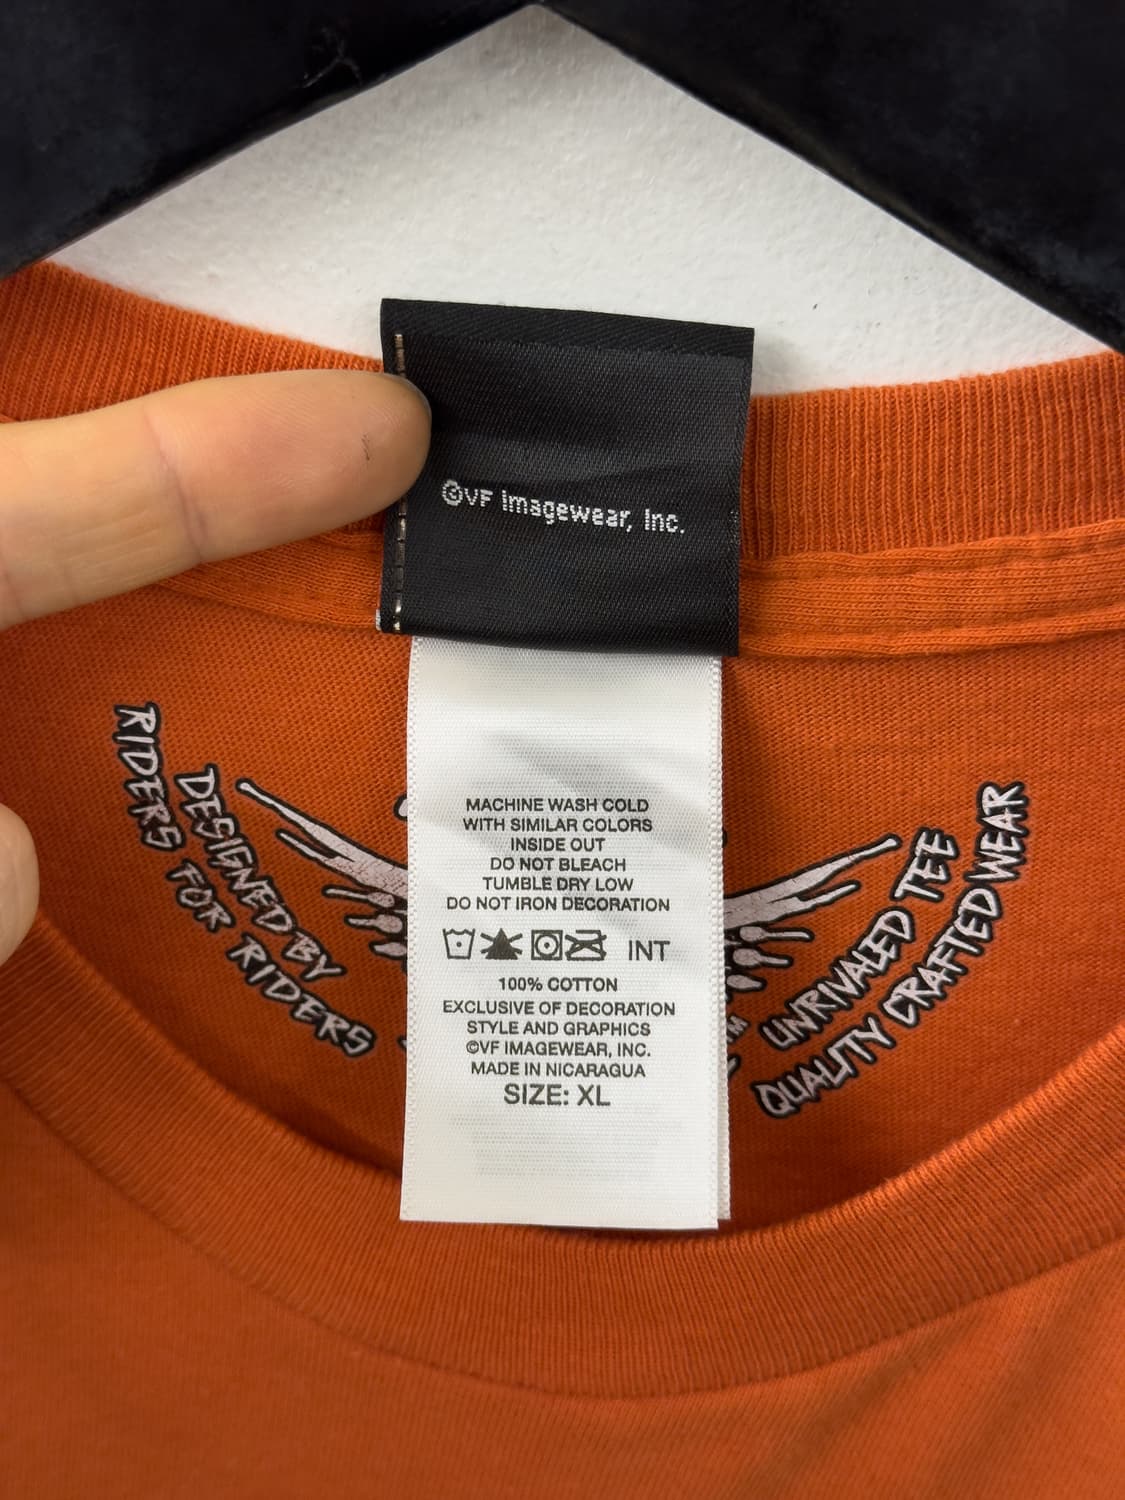 ©VF Imagewear, Inc.
MACHINE WASH COLD
WITH SIMILAR COLORS
INSIDE OUT
DO NOT BLEACH
TUMBLE DRY LOW
DO NOT IRON DECORATION
INT
100% COTTON
EXCLUSIVE OF DECORATION
STYLE AND GRAPHICS
©VF IMAGEWEAR, INC.
MADE IN NICARAGUA
SIZE: XL
DESIGNED BY
RIDERS FOR RIDERS
UNRIVALED TEE
QUALITY CRAFTED WEAR